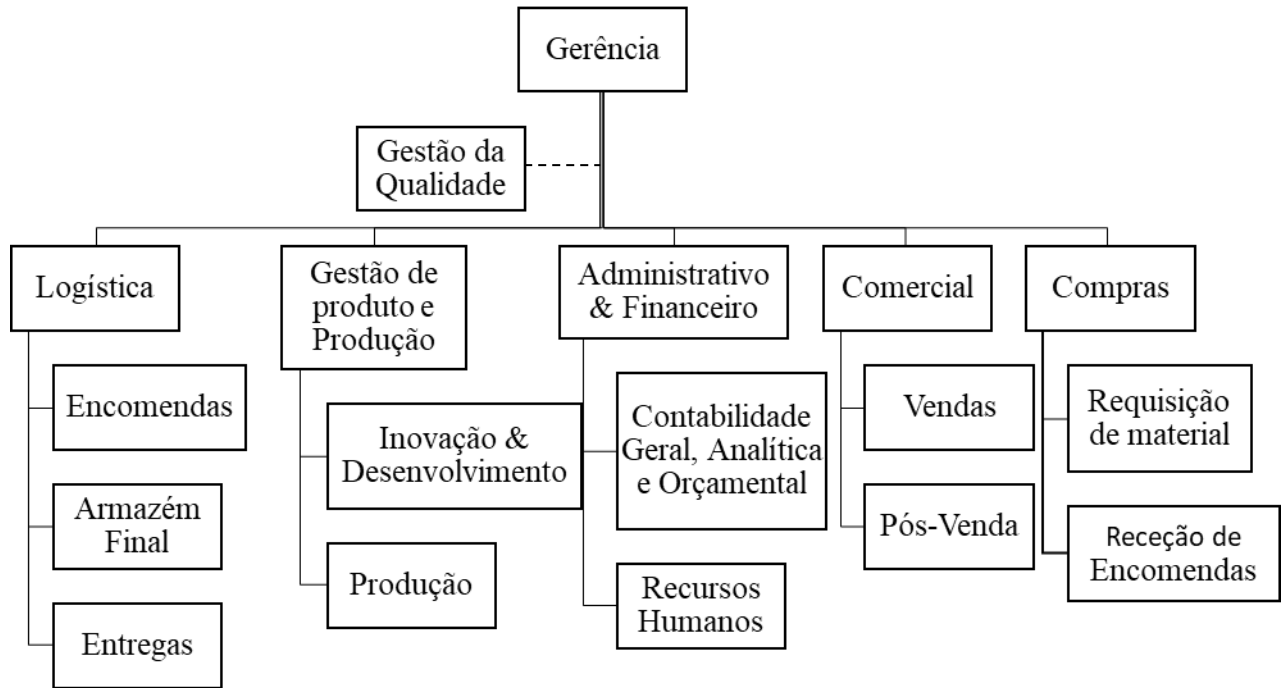 Gerência
Gestão da
Qualidade
Logística
Gestão de
produto e
Produção
Administrativo
& Financeiro
Comercial
Compras
Encomendas
Armazém
Final
Entregas
Inovação &
Desenvolvimento
Produção
Contabilidade
Geral, Analítica
e Orçamental
Recursos
Humanos
Vendas
Pós-Venda
Requisição
de material
Receção de
Encomendas